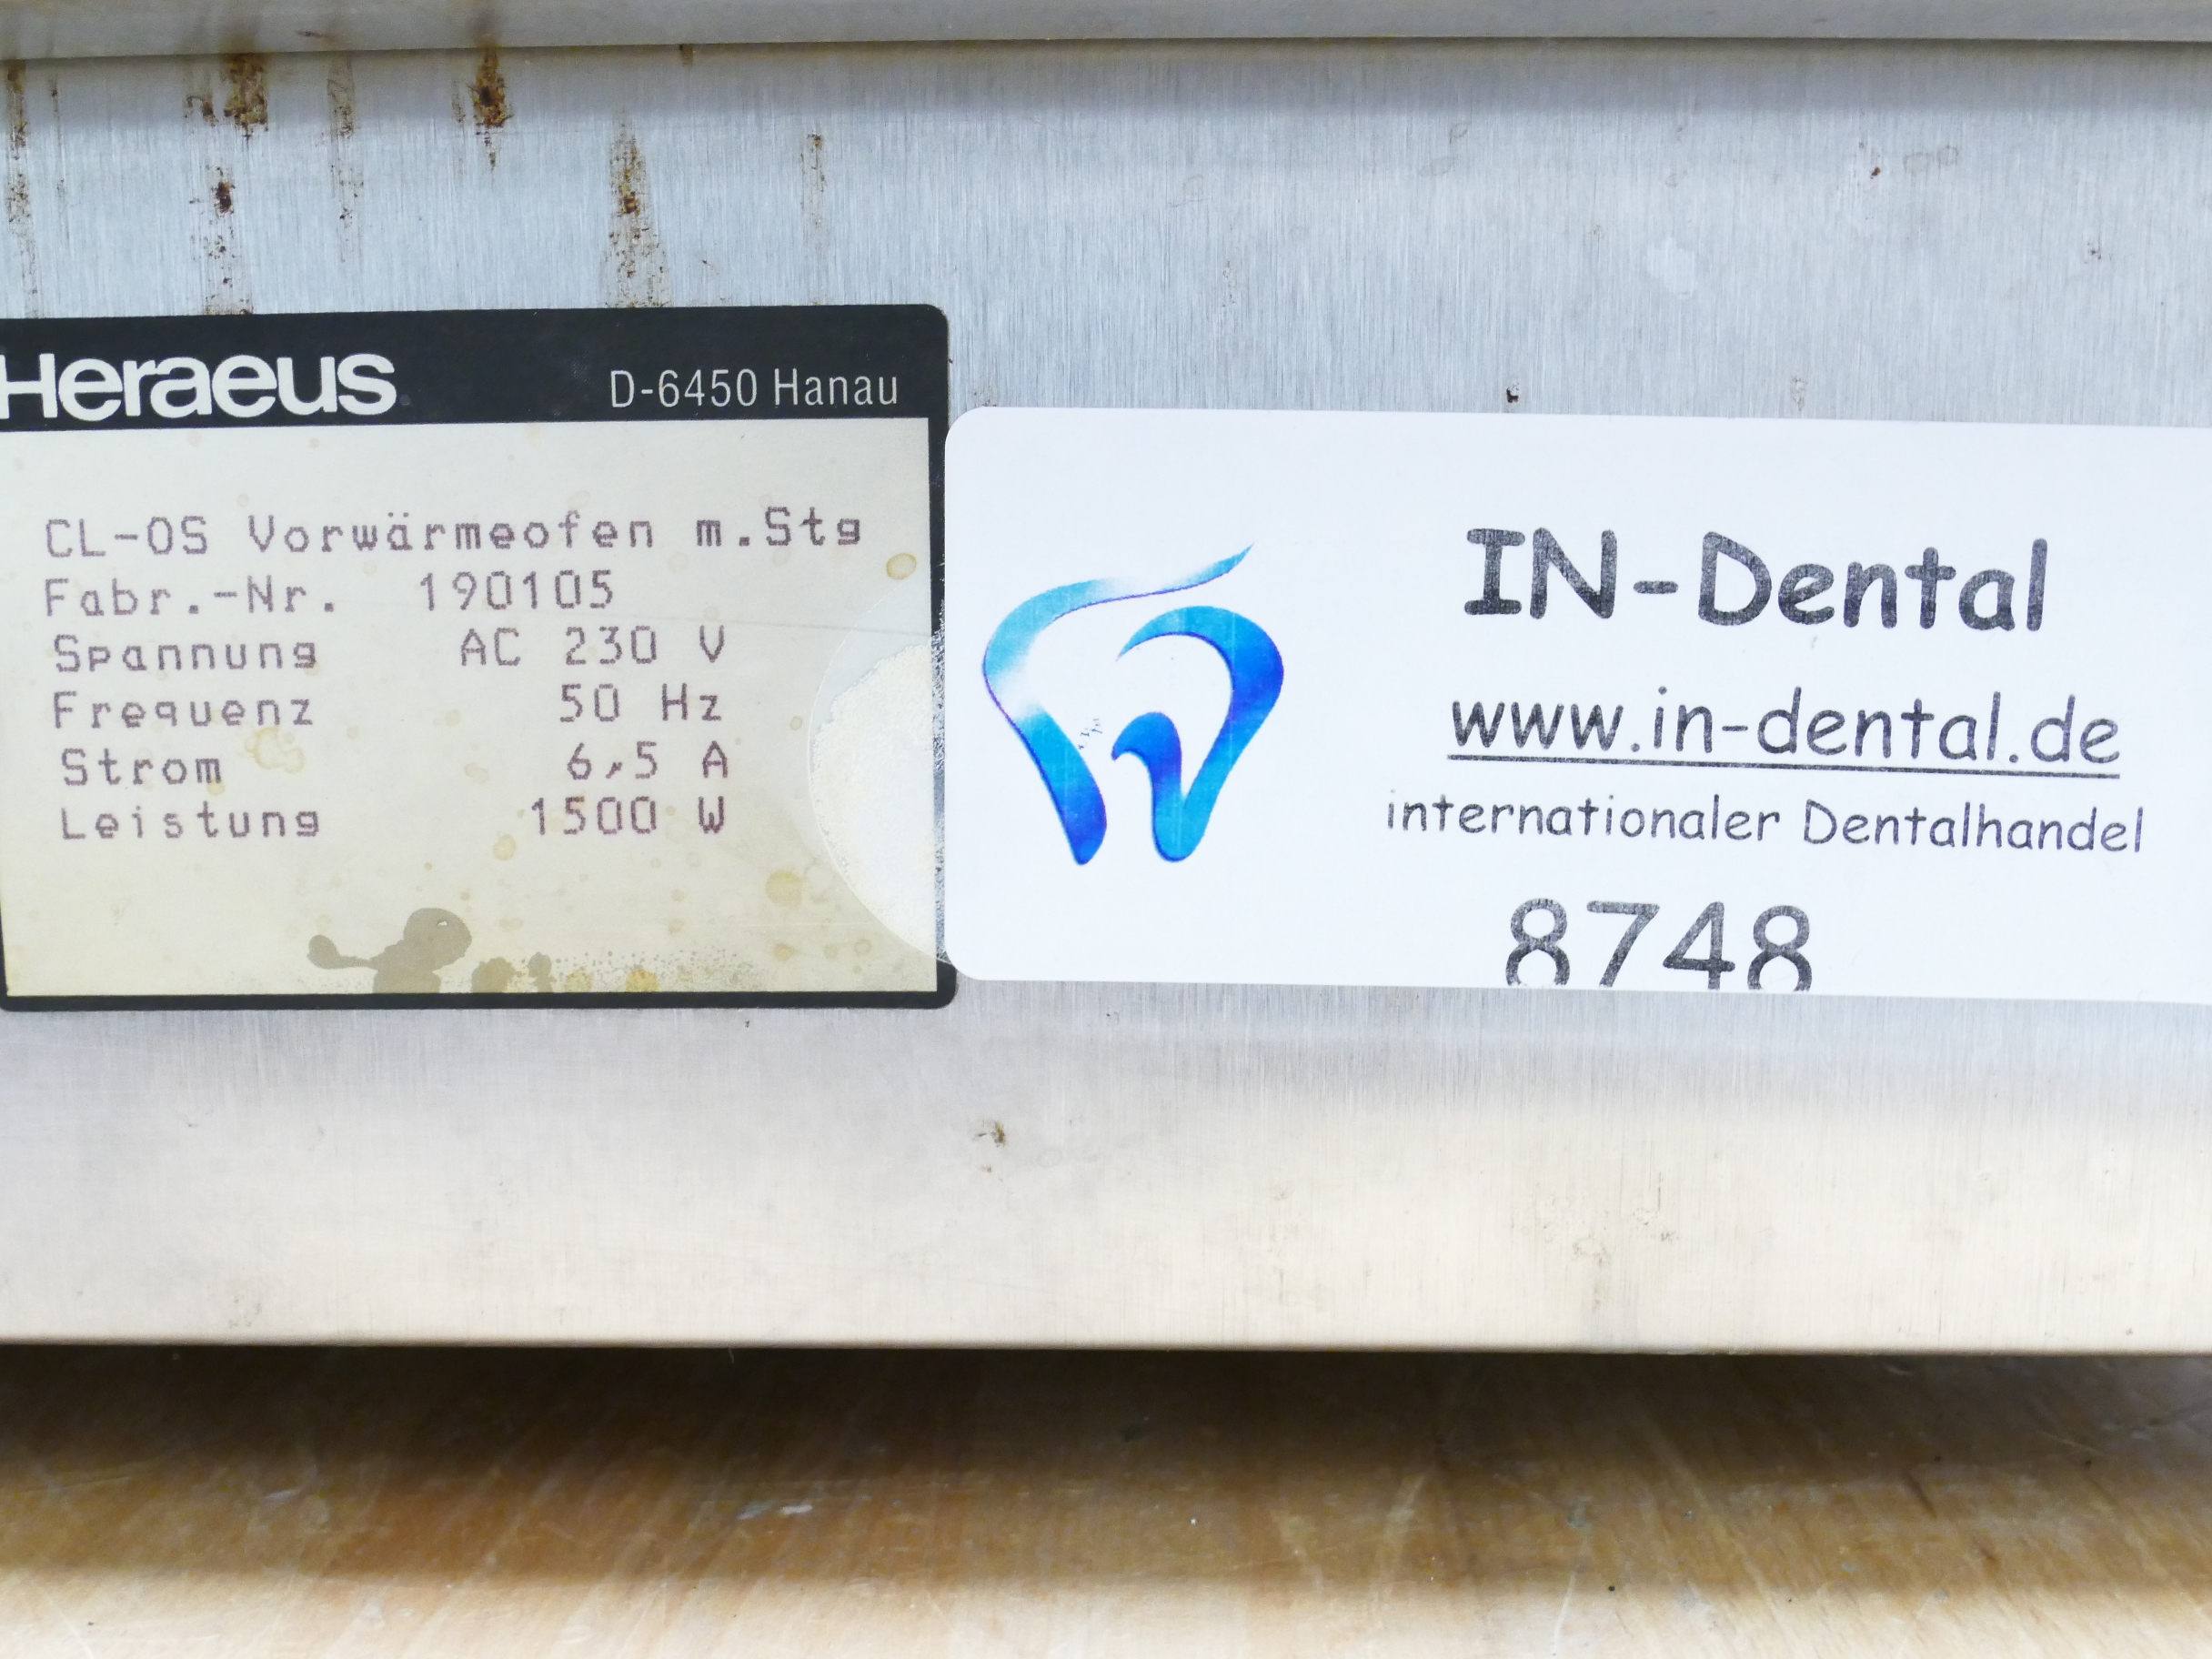 Heraeus D-6450 Hanau
CL-OS Vorwärmeofen m.Stg
Fabr.-Nr. 190105
Spannung AC 230 V
Frequenz 50 Hz
Strom 6,5 A
Leistung 1500 W
IN-Dental
www.in-dental.de
internationaler Dentalhandel
8748